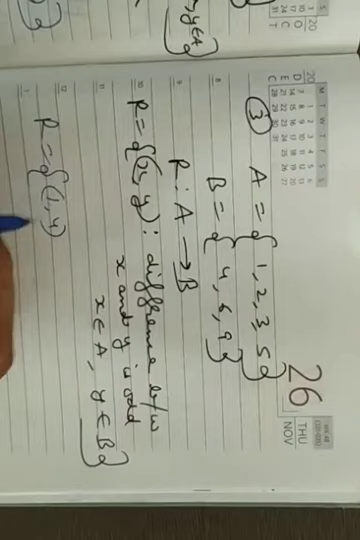 26
THU
NOV
③ A = {1, 2, 3, 5}
B = {4, 6, 9}
R : A → B
R = {(x, y) : difference b/w
x and y is odd
x ∈ A, y ∈ B}
R = {(1, 4)